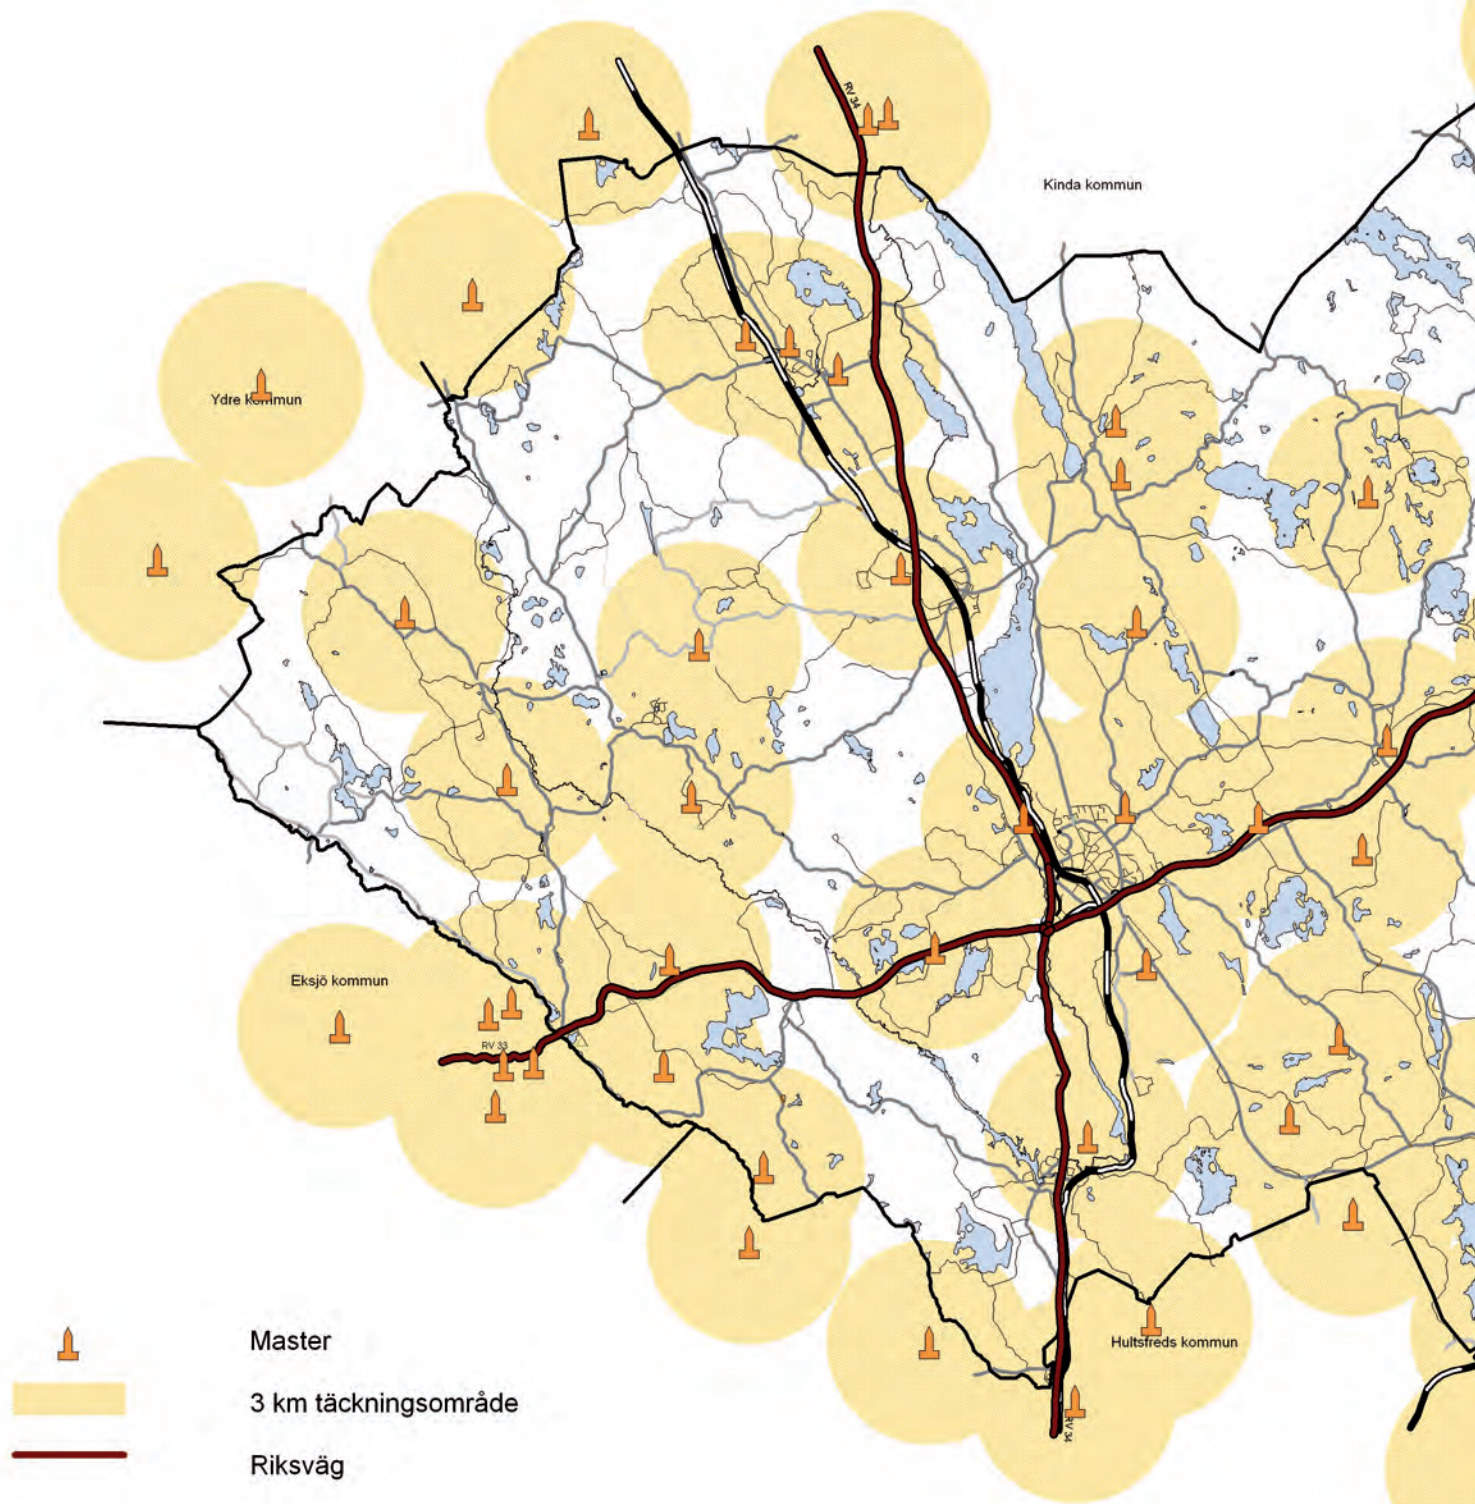 RV 34
Kinda kommun
Ydre kommun
Eksjö kommun
RV 33
Hultsfreds kommun
RV 34
Master
3 km täckningsområde
Riksväg